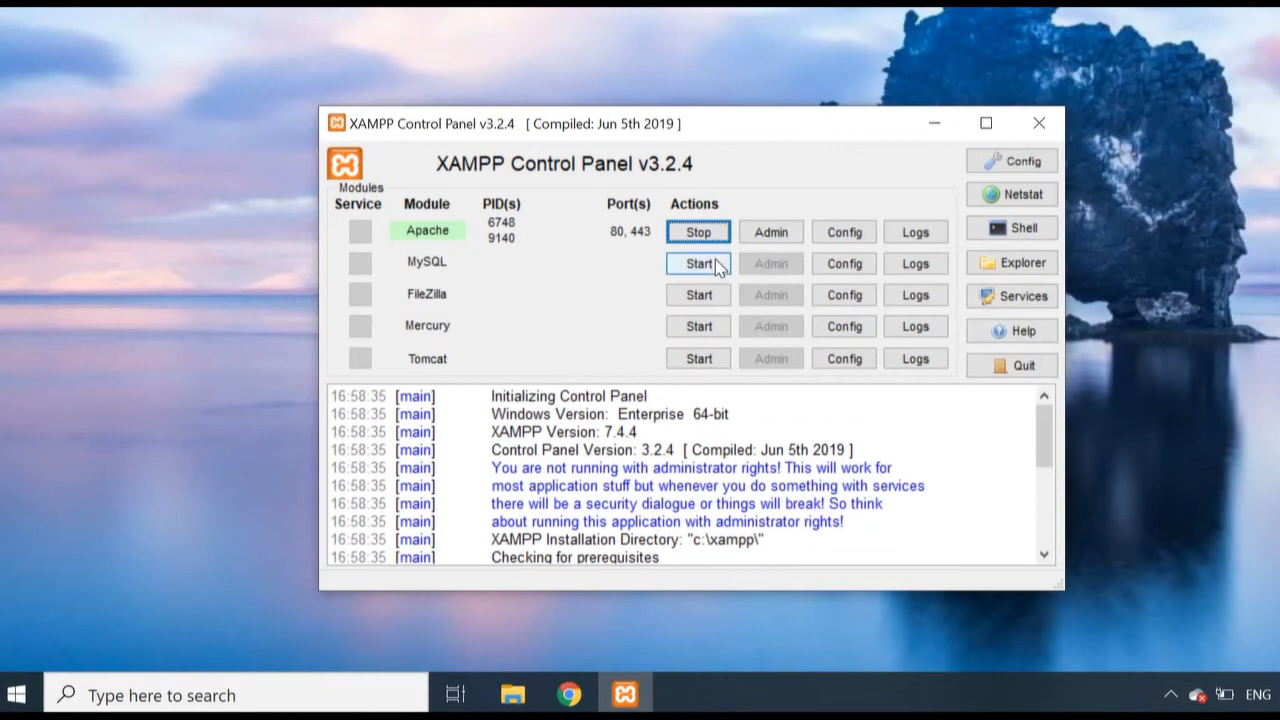 XAMPP Control Panel v3.2.4 [ Compiled: Jun 5th 2019 ]
XAMPP Control Panel v3.2.4
Config
Modules
Service Module PID(s) Port(s) Actions
Netstat
Apache 6748 9140 80, 443 Stop Admin Config Logs
Shell
MySQL Start Admin Config Logs
Explorer
FileZilla Start Admin Config Logs
Services
Mercury Start Admin Config Logs
Help
Tomcat Start Admin Config Logs
Quit
16:58:35 [main] Initializing Control Panel
16:58:35 [main] Windows Version: Enterprise 64-bit
16:58:35 [main] XAMPP Version: 7.4.4
16:58:35 [main] Control Panel Version: 3.2.4 [ Compiled: Jun 5th 2019 ]
16:58:35 [main] You are not running with administrator rights! This will work for
16:58:35 [main] most application stuff but whenever you do something with services
16:58:35 [main] there will be a security dialogue or things will break! So think
16:58:35 [main] about running this application with administrator rights!
16:58:35 [main] XAMPP Installation Directory: "c:\xampp\"
16:58:35 [main] Checking for prerequisites
Type here to search
ENG